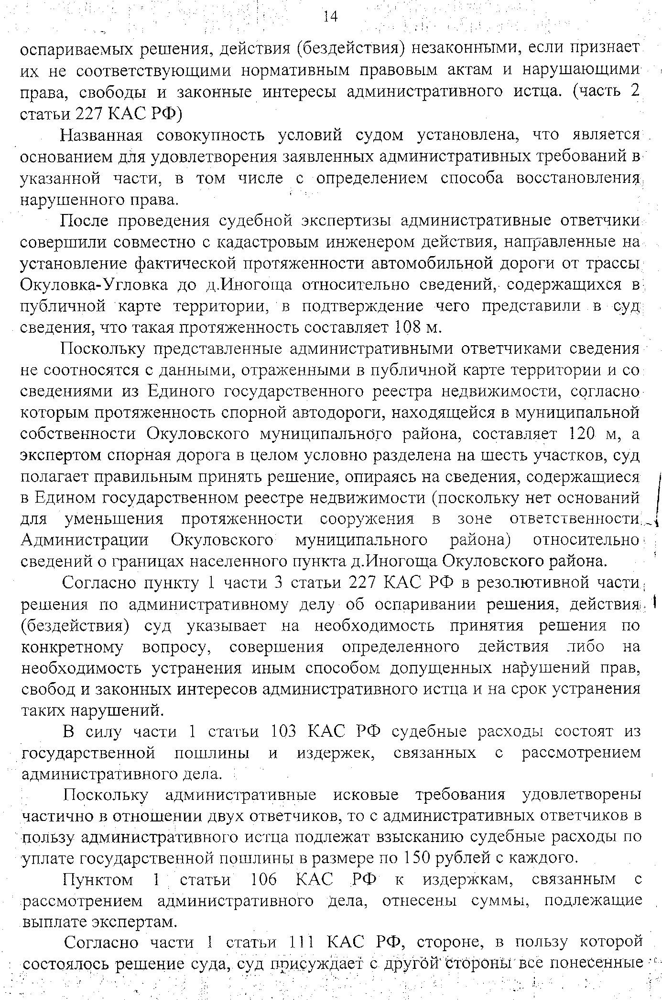 14
оспариваемых решения, действия (бездействия) незаконными, если признает
их не соответствующими нормативным правовым актам и нарушающими
права, свободы и законные интересы административного истца. (часть 2
статьи 227 КАС РФ)
Названная совокупность условий судом установлена, что является
основанием для удовлетворения заявленных административных требований в
указанной части, в том числе с определением способа восстановления
нарушенного права.
После проведения судебной экспертизы административные ответчики
совершили совместно с кадастровым инженером действия, направленные на
установление фактической протяженности автомобильной дороги от трассы
Окуловка-Угловка до д.Иногоща относительно сведений, содержащихся в
публичной карте территории, в подтверждение чего представили в суд
сведения, что такая протяженность составляет 108 м.
Поскольку представленные административными ответчиками сведения
не соотносятся с данными, отраженными в публичной карте территории и со
сведениями из Единого государственного реестра недвижимости, согласно
которым протяженность спорной автодороги, находящейся в муниципальной
собственности Окуловского муниципального района, составляет 120 м, а
экспертом спорная дорога в целом условно разделена на шесть участков, суд
полагает правильным принять решение, опираясь на сведения, содержащиеся
в Едином государственном реестре недвижимости (поскольку нет оснований
для уменьшения протяженности сооружения в зоне ответственности
Администрации Окуловского муниципального района) относительно
сведений о границах населенного пункта д.Иногоща Окуловского района.
Согласно пункту 1 части 3 статьи 227 КАС РФ в резолютивной части
решения по административному делу об оспаривании решения, действия
(бездействия) суд указывает на необходимость принятия решения по
конкретному вопросу, совершения определенного действия либо на
необходимость устранения иным способом допущенных нарушений прав,
свобод и законных интересов административного истца и на срок устранения
таких нарушений.
В силу части 1 статьи 103 КАС РФ судебные расходы состоят из
государственной пошлины и издержек, связанных с рассмотрением
административного дела.
Поскольку административные исковые требования удовлетворены
частично в отношении двух ответчиков, то с административных ответчиков в
пользу административного истца подлежат взысканию судебные расходы по
уплате государственной пошлины в размере по 150 рублей с каждого.
Пунктом 1 статьи 106 КАС РФ к издержкам, связанным с
рассмотрением административного дела, отнесены суммы, подлежащие
выплате экспертам.
Согласно части 1 статьи 111 КАС РФ, стороне, в пользу которой
состоялось решение суда, суд присуждает с другой стороны все понесенные